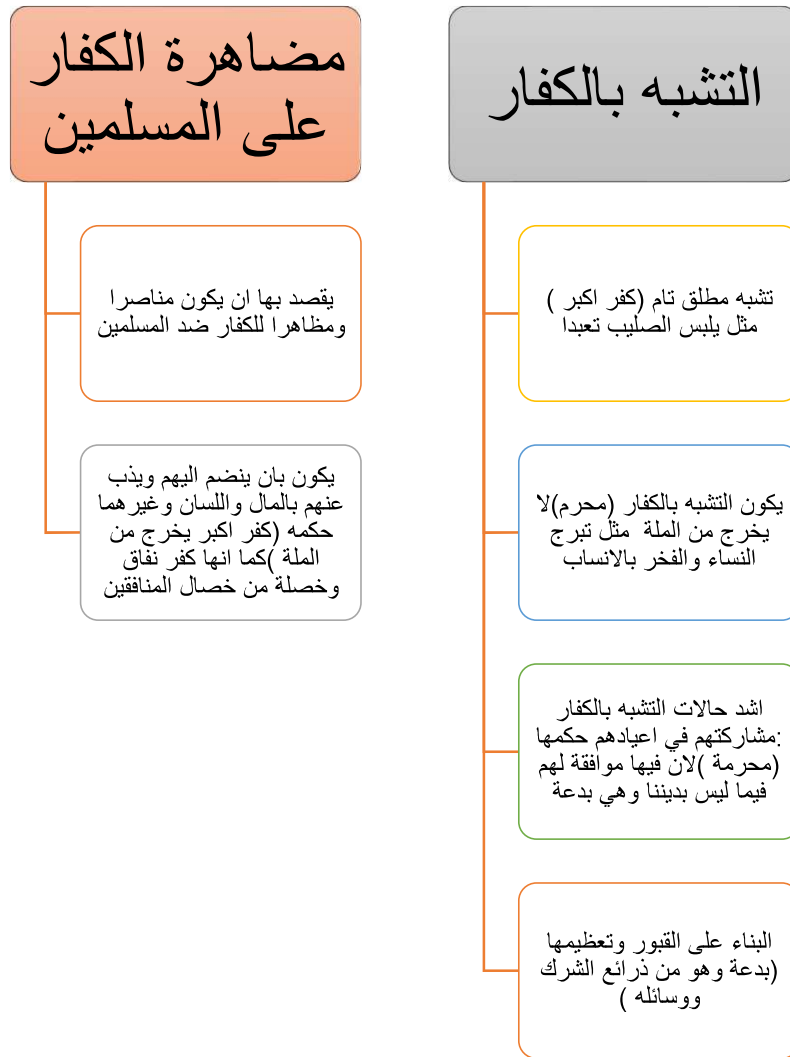 التشبه بالكفار
تشبه مطلق تام (كفر اكبر )
مثل يلبس الصليب تعبدا
يكون التشبه بالكفار (محرم)لا
يخرج من الملة مثل تبرج
النساء والفخر بالانساب
اشد حالات التشبه بالكفار
:مشاركتهم في اعيادهم حكمها
(محرمة )لان فيها موافقة لهم
فيما ليس بديننا وهي بدعة
البناء على القبور وتعظيمها
(بدعة وهو من ذرائع الشرك
ووسائله )
مضاهرة الكفار
على المسلمين
يقصد بها ان يكون مناصرا
ومظاهرا للكفار ضد المسلمين
يكون بان ينضم اليهم ويذب
عنهم بالمال واللسان وغيرهما
حكمه (كفر اكبر يخرج من
الملة )كما انها كفر نفاق
وخصلة من خصال المنافقين